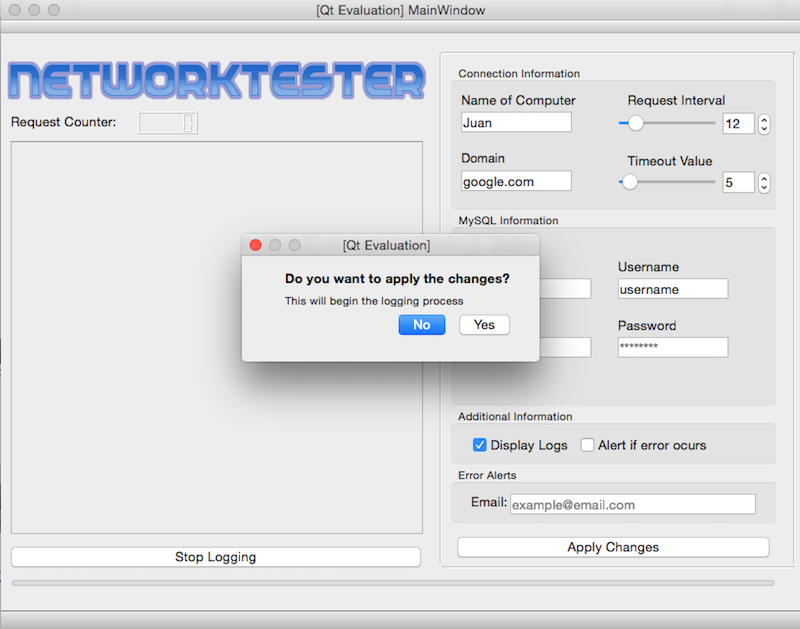 [Qt Evaluation] MainWindow
NETWORKTESTER
Request Counter:
0
Stop Logging
Connection Information
Name of Computer
Request Interval
Juan
12
Domain
Timeout Value
google.com
5
MySQL Information
Username
username
Password
********
[Qt Evaluation]
Do you want to apply the changes?
This will begin the logging process
No
Yes
Additional Information
Display Logs
Alert if error ocurs
Error Alerts
Email:
example@email.com
Apply Changes